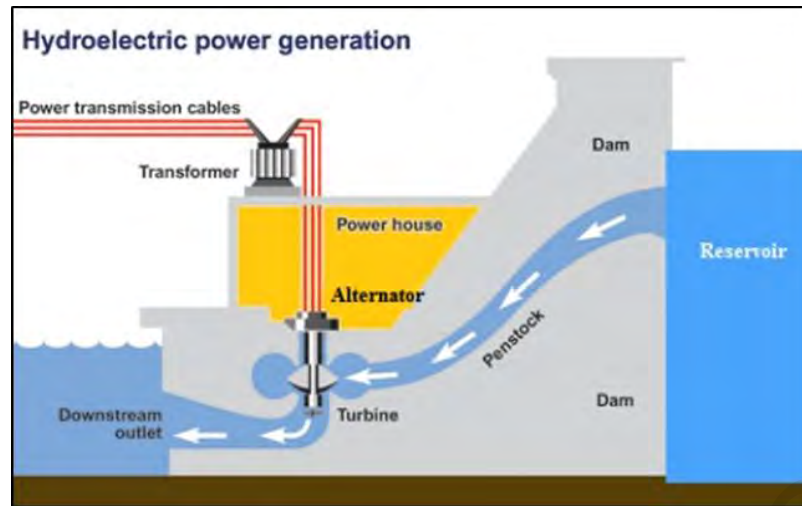 Hydroelectric power generation
Power transmission cables
Transformer
Dam
Power house
Reservoir
Alternator
Penstock
Downstream
outlet
Turbine
Dam